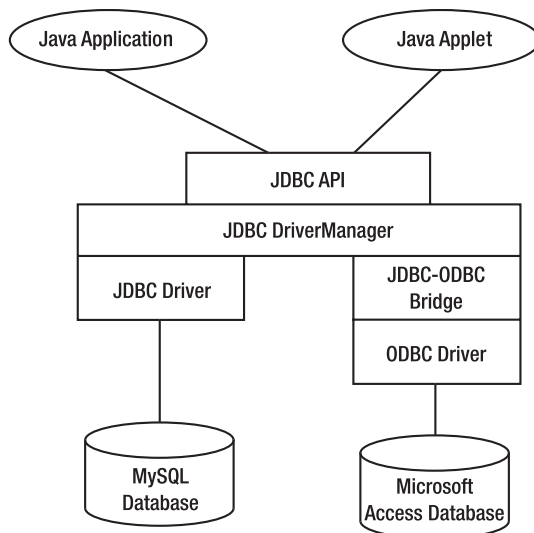 Java Application
Java Applet
JDBC API
JDBC DriverManager
JDBC Driver
JDBC-ODBC
Bridge
ODBC Driver
MySQL
Database
Microsoft
Access Database